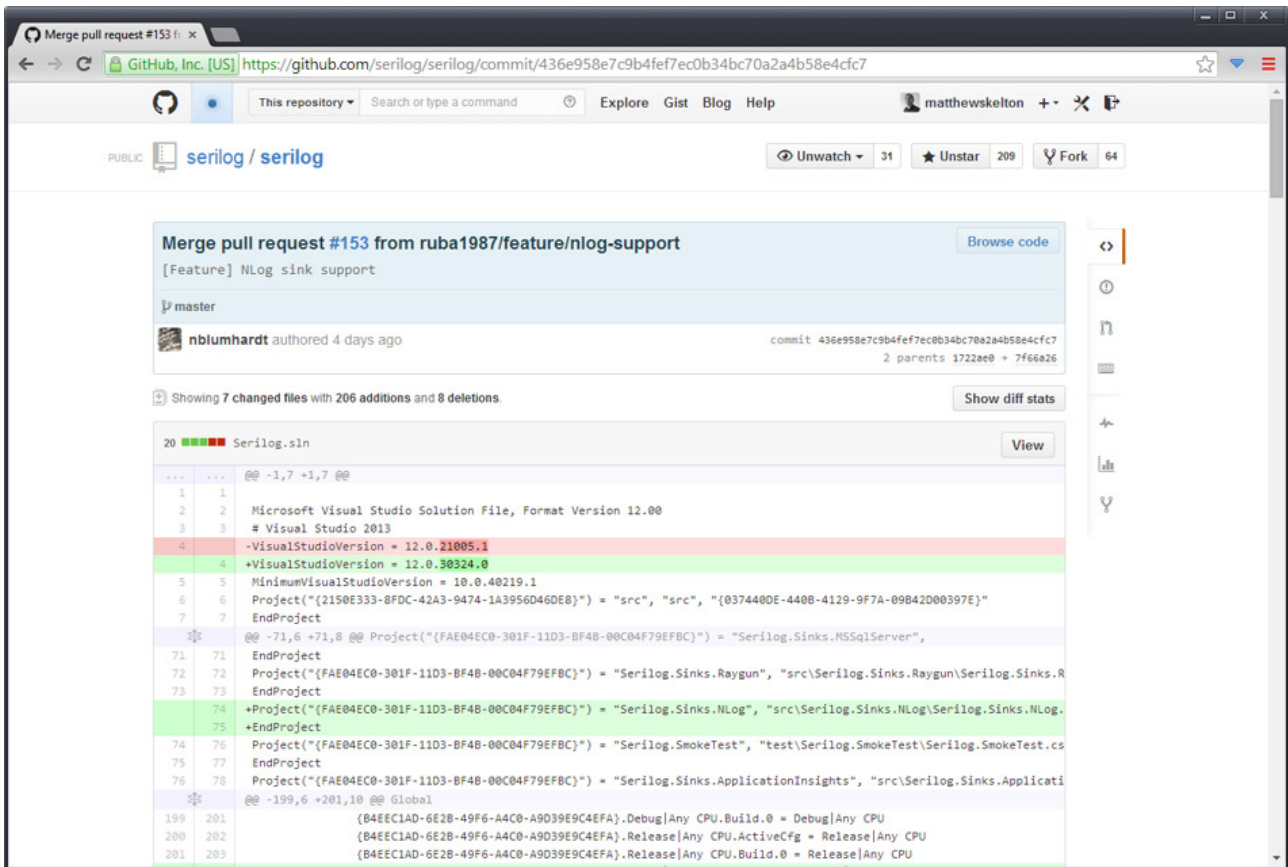 Merge pull request #153 fr
GitHub, Inc. [US] https://github.com/serilog/serilog/commit/436e958e7c9b4fef7ec0b34bc70a2a4b58e4cfc7
This repository Search or type a command Explore Gist Blog Help matthewskelton
PUBLIC serilog / serilog Unwatch 31 Unstar 209 Fork 64
Merge pull request #153 from ruba1987/feature/nlog-support Browse code
[Feature] NLog sink support
master
nblumhardt authored 4 days ago commit 436e958e7c9b4fef7ec0b34bc70a2a4b58e4cfc7
2 parents 1722ae0 + 7f66a26
Showing 7 changed files with 206 additions and 8 deletions. Show diff stats
20 Serilog.sln View
... ... @@ -1,7 +1,7 @@
1 1
2 2 Microsoft Visual Studio Solution File, Format Version 12.00
3 3 # Visual Studio 2013
4 -VisualStudioVersion = 12.0.21005.1
4 +VisualStudioVersion = 12.0.30324.0
5 5 MinimumVisualStudioVersion = 10.0.40219.1
6 6 Project("{2150E333-8FDC-42A3-9474-1A3956D46DE8}") = "src", "src", "{037440DE-440B-4129-9F7A-09B42D00397E}"
7 7 EndProject
@@ -71,6 +71,8 @@ Project("{FAE04EC0-301F-11D3-BF4B-00C04F79EFBC}") = "Serilog.Sinks.MSSqlServer",
71 71 EndProject
72 72 Project("{FAE04EC0-301F-11D3-BF4B-00C04F79EFBC}") = "Serilog.Sinks.Raygun", "src\Serilog.Sinks.Raygun\Serilog.Sinks.R
73 73 EndProject
74 +Project("{FAE04EC0-301F-11D3-BF4B-00C04F79EFBC}") = "Serilog.Sinks.NLog", "src\Serilog.Sinks.NLog\Serilog.Sinks.NLog.
75 +EndProject
74 76 Project("{FAE04EC0-301F-11D3-BF4B-00C04F79EFBC}") = "Serilog.SmokeTest", "test\Serilog.SmokeTest\Serilog.SmokeTest.cs
75 77 EndProject
76 78 Project("{FAE04EC0-301F-11D3-BF4B-00C04F79EFBC}") = "Serilog.Sinks.ApplicationInsights", "src\Serilog.Sinks.Applicati
@@ -199,6 +201,10 @@ Global
199 201 {B4EEC1AD-6E2B-49F6-A4C0-A9D39E9C4EFA}.Debug|Any CPU.Build.0 = Debug|Any CPU
200 202 {B4EEC1AD-6E2B-49F6-A4C0-A9D39E9C4EFA}.Release|Any CPU.ActiveCfg = Release|Any CPU
201 203 {B4EEC1AD-6E2B-49F6-A4C0-A9D39E9C4EFA}.Release|Any CPU.Build.0 = Release|Any CPU